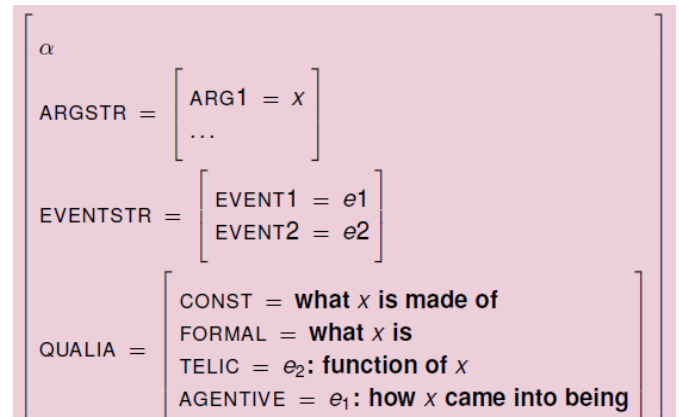 α
ARGSTR = [ ARG1 = x
... ]
EVENTSTR = [ EVENT1 = e1
EVENT2 = e2 ]
QUALIA = [ CONST = what x is made of
FORMAL = what x is
TELIC = e₂: function of x
AGENTIVE = e₁: how x came into being ]